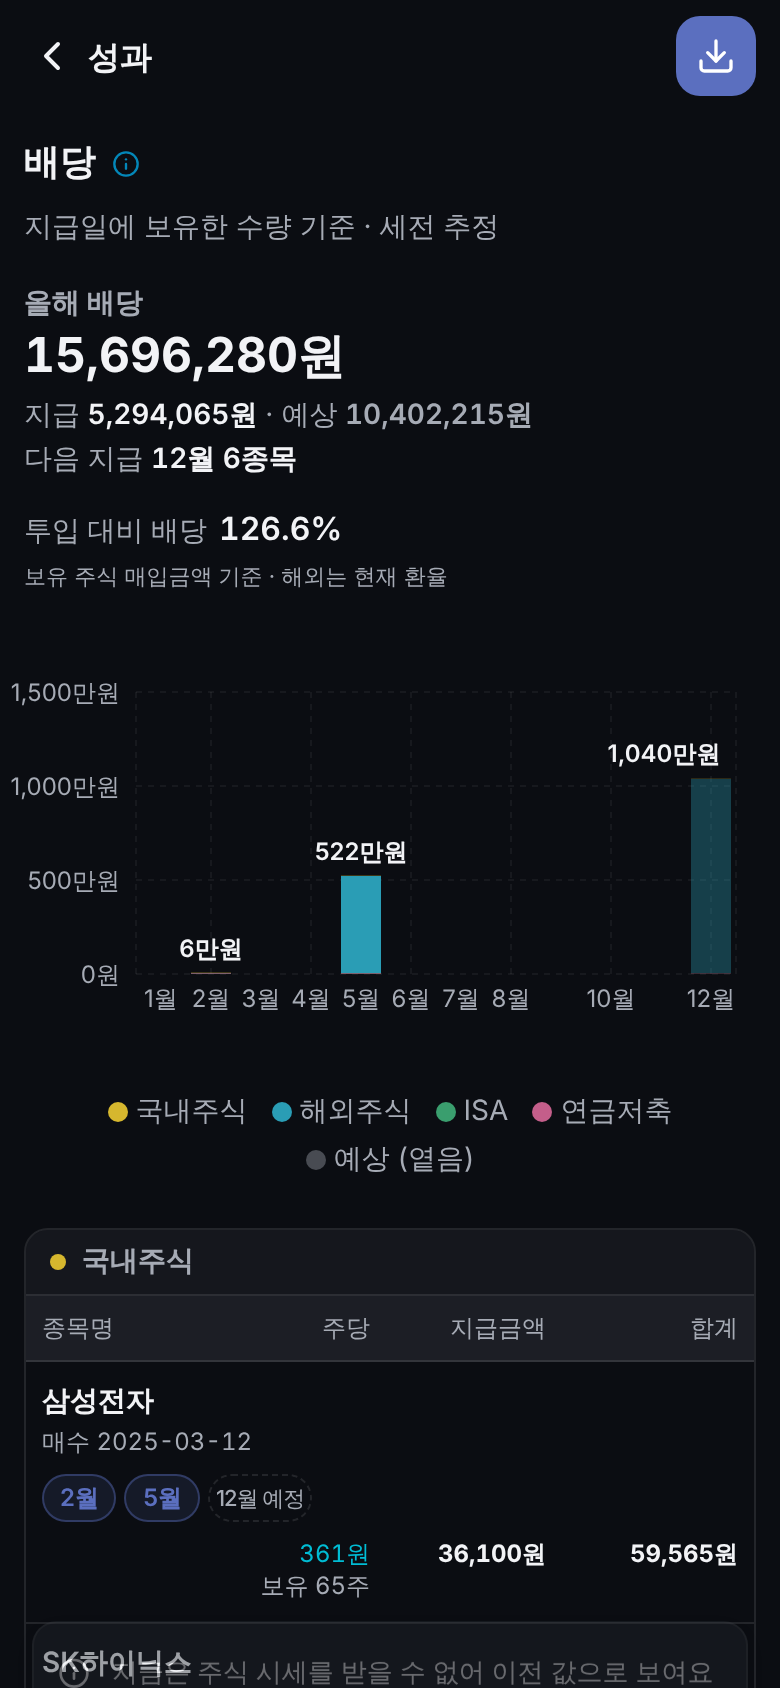 성과
배당
지급일에 보유한 수량 기준 · 세전 추정
올해 배당
15,696,280원
지급 5,294,065원 · 예상 10,402,215원
다음 지급 12월 6종목
투입 대비 배당 126.6%
보유 주식 매입금액 기준 · 해외는 현재 환율
1,500만원
1,000만원
500만원
0원
6만원
522만원
1,040만원
1월 2월 3월 4월 5월 6월 7월 8월 10월 12월
국내주식 해외주식 ISA 연금저축
예상 (옅음)
국내주식
종목명 주당 지급금액 합계
삼성전자
매수 2025-03-12
2월 5월 12월 예정
361원 36,100원 59,565원
보유 65주
SK하이닉스
지금은 주식 시세를 받을 수 없어 이전 값으로 보여요